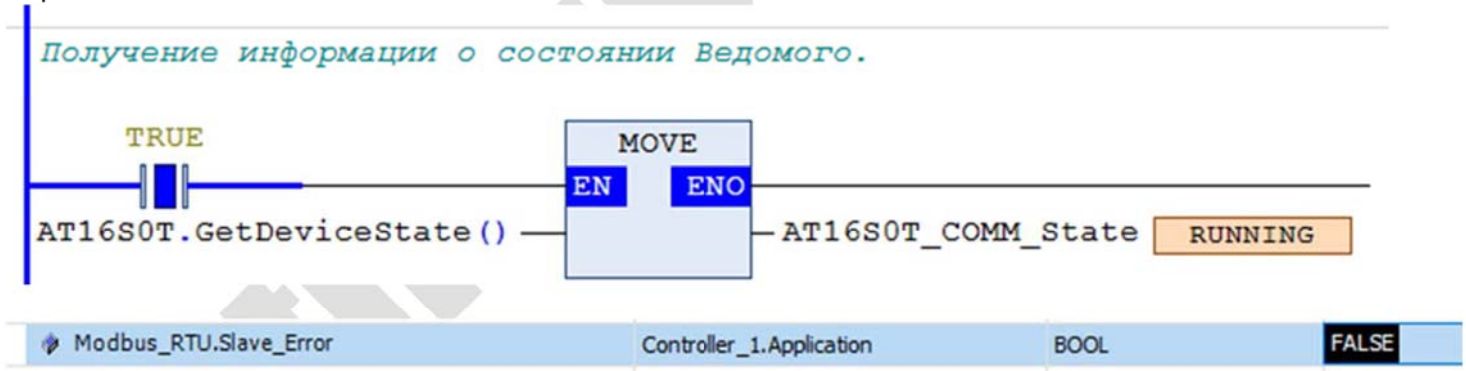 Получение информации о состоянии Ведомого.
TRUE
MOVE
EN ENO
AT16S0T.GetDeviceState() AT16S0T_COMM_State RUNNING
Modbus_RTU.Slave_Error Controller_1.Application BOOL FALSE